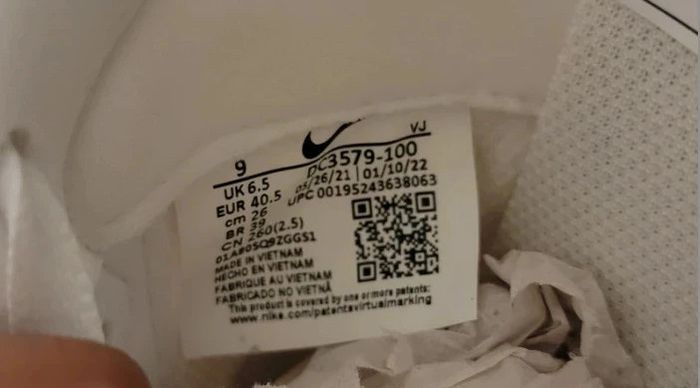 VJ
9
DC3579-100
UK 6.5
05/26/21 | 01/10/22
EUR 40.5
UPC 00195243638063
cm 26
BR 39
CN 260(2.5)
MADE IN VIETNAM
HECHO EN VIETNAM
FABRIQUE AU VIETNAM
FABRICADO NO VIETNÃ
This product is covered by one or more patents:
www.nike.com/patentsvirtualmarking